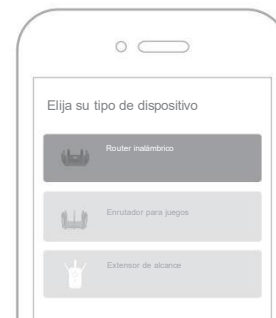 Elija su tipo de dispositivo
Router inalámbrico
Enrutador para juegos
Extensor de alcance